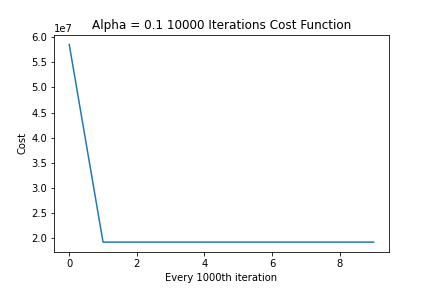 Alpha = 0.1 10000 Iterations Cost Function
1e7
6.0
5.5
5.0
4.5
4.0
3.5
3.0
2.5
2.0
Cost
0 2 4 6 8
Every 1000th iteration